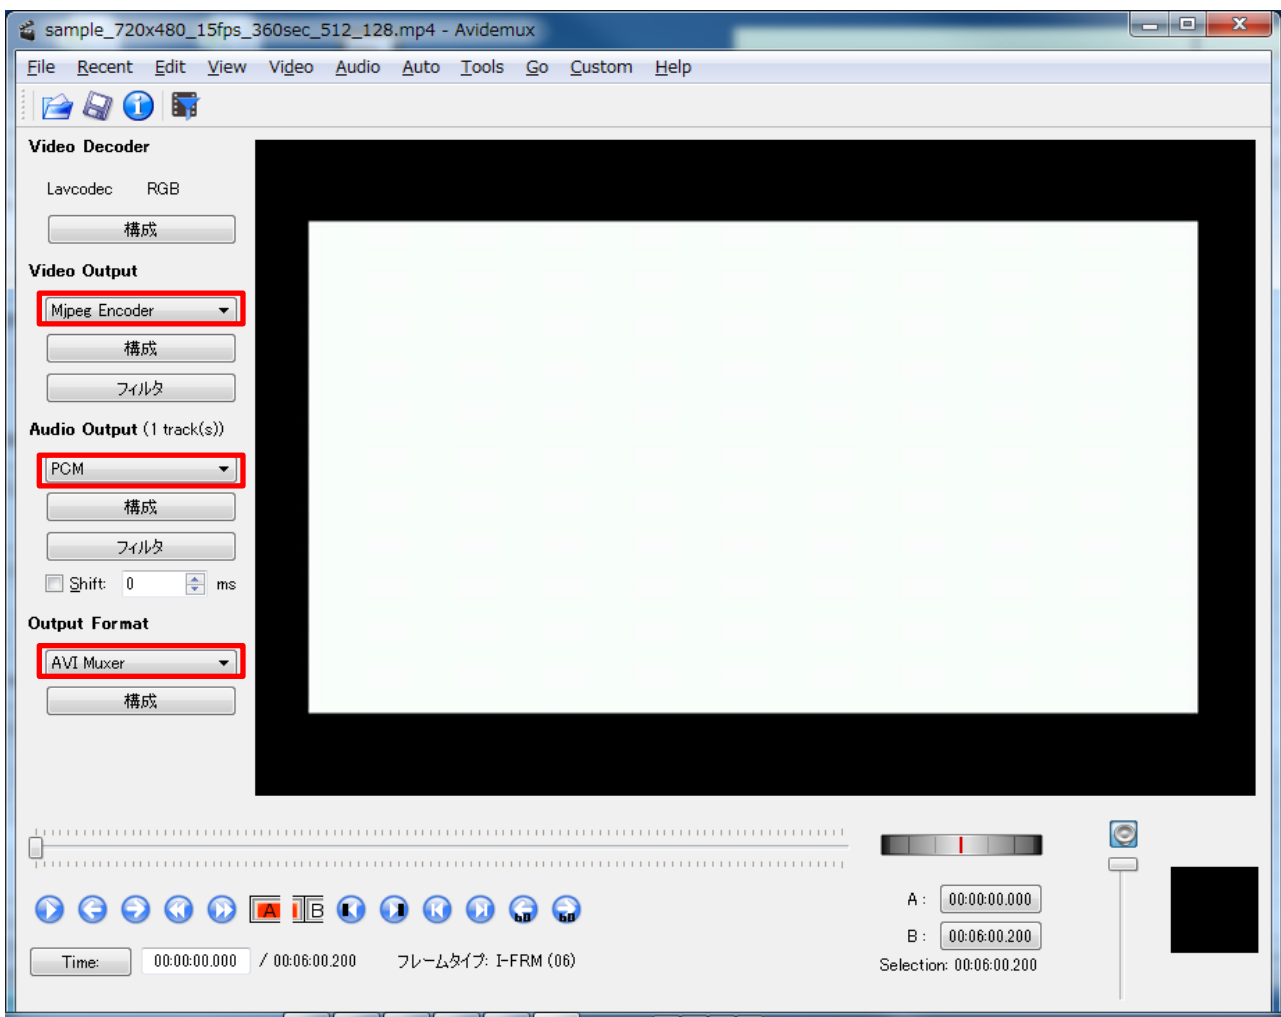 sample_720x480_15fps_360sec_512_128.mp4 - Avidemux
File Recent Edit View Video Audio Auto Tools Go Custom Help
Video Decoder
Lavcodec RGB
構成
Video Output
Mjpeg Encoder
構成
フィルタ
Audio Output (1 track(s))
PCM
構成
フィルタ
Shift: 0 ms
Output Format
AVI Muxer
構成
A B 60 60
A : 00:00:00.000
B : 00:06:00.200
Time: 00:00:00.000 / 00:06:00.200 フレームタイプ: I-FRM (06)
Selection: 00:06:00.200